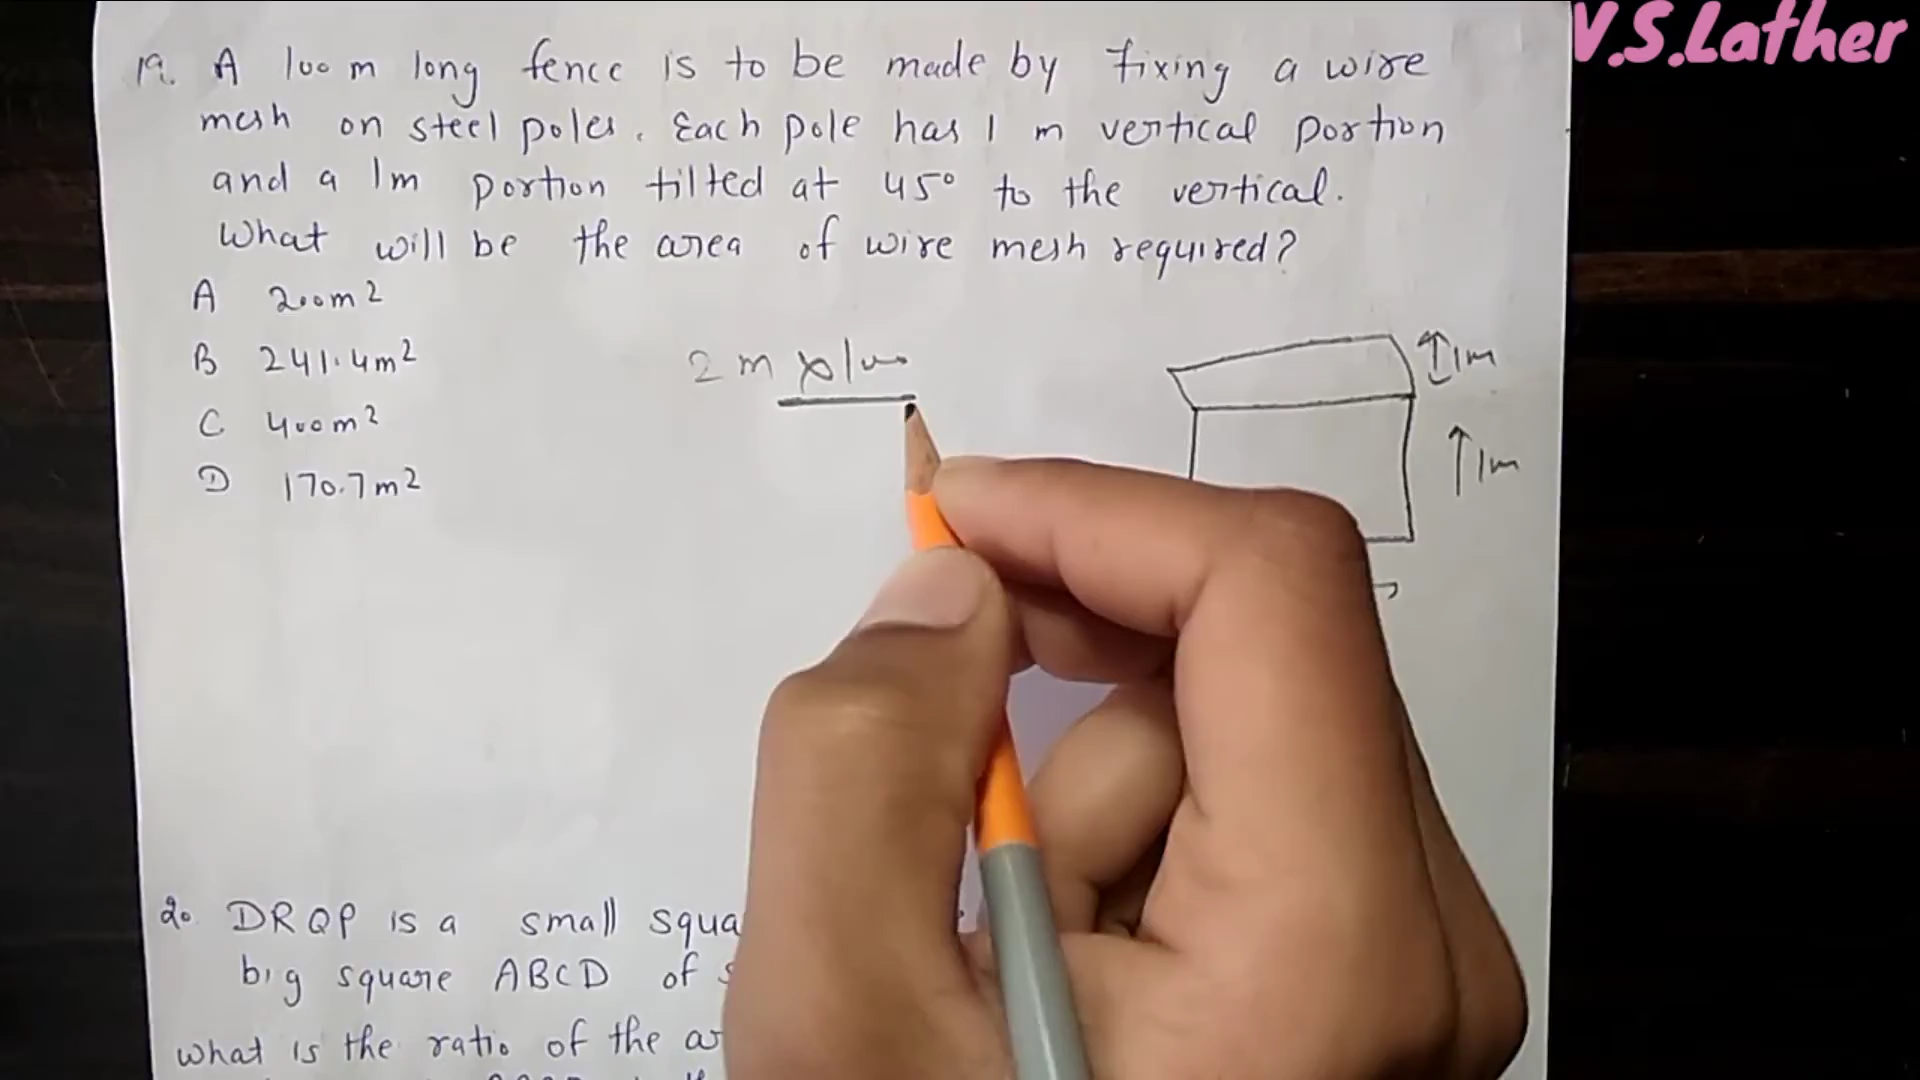 V.S.Lather
19. A 100 m long fence is to be made by fixing a wire
mesh on steel poles. Each pole has 1 m vertical portion
and a 1m portion tilted at 45° to the vertical.
What will be the area of wire mesh required?
A 200m2
B 241.4m2
C 400m2
D 170.7m2
2 m x 100
1m
1m
20. DRQP is a small squa
big square ABCD of s
what is the ratio of the ar